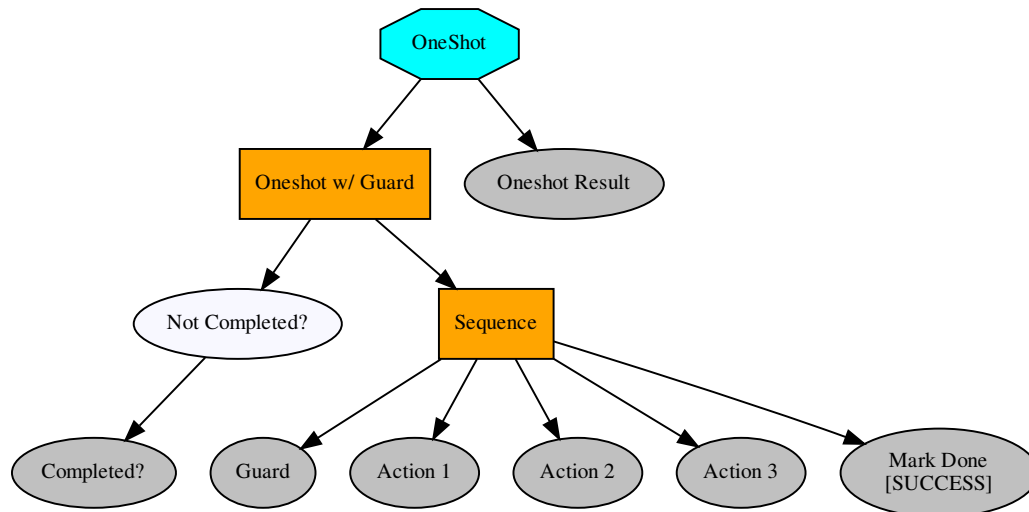 OneShot
Oneshot w/ Guard
Oneshot Result
Not Completed?
Sequence
Completed?
Guard
Action 1
Action 2
Action 3
Mark Done
[SUCCESS]